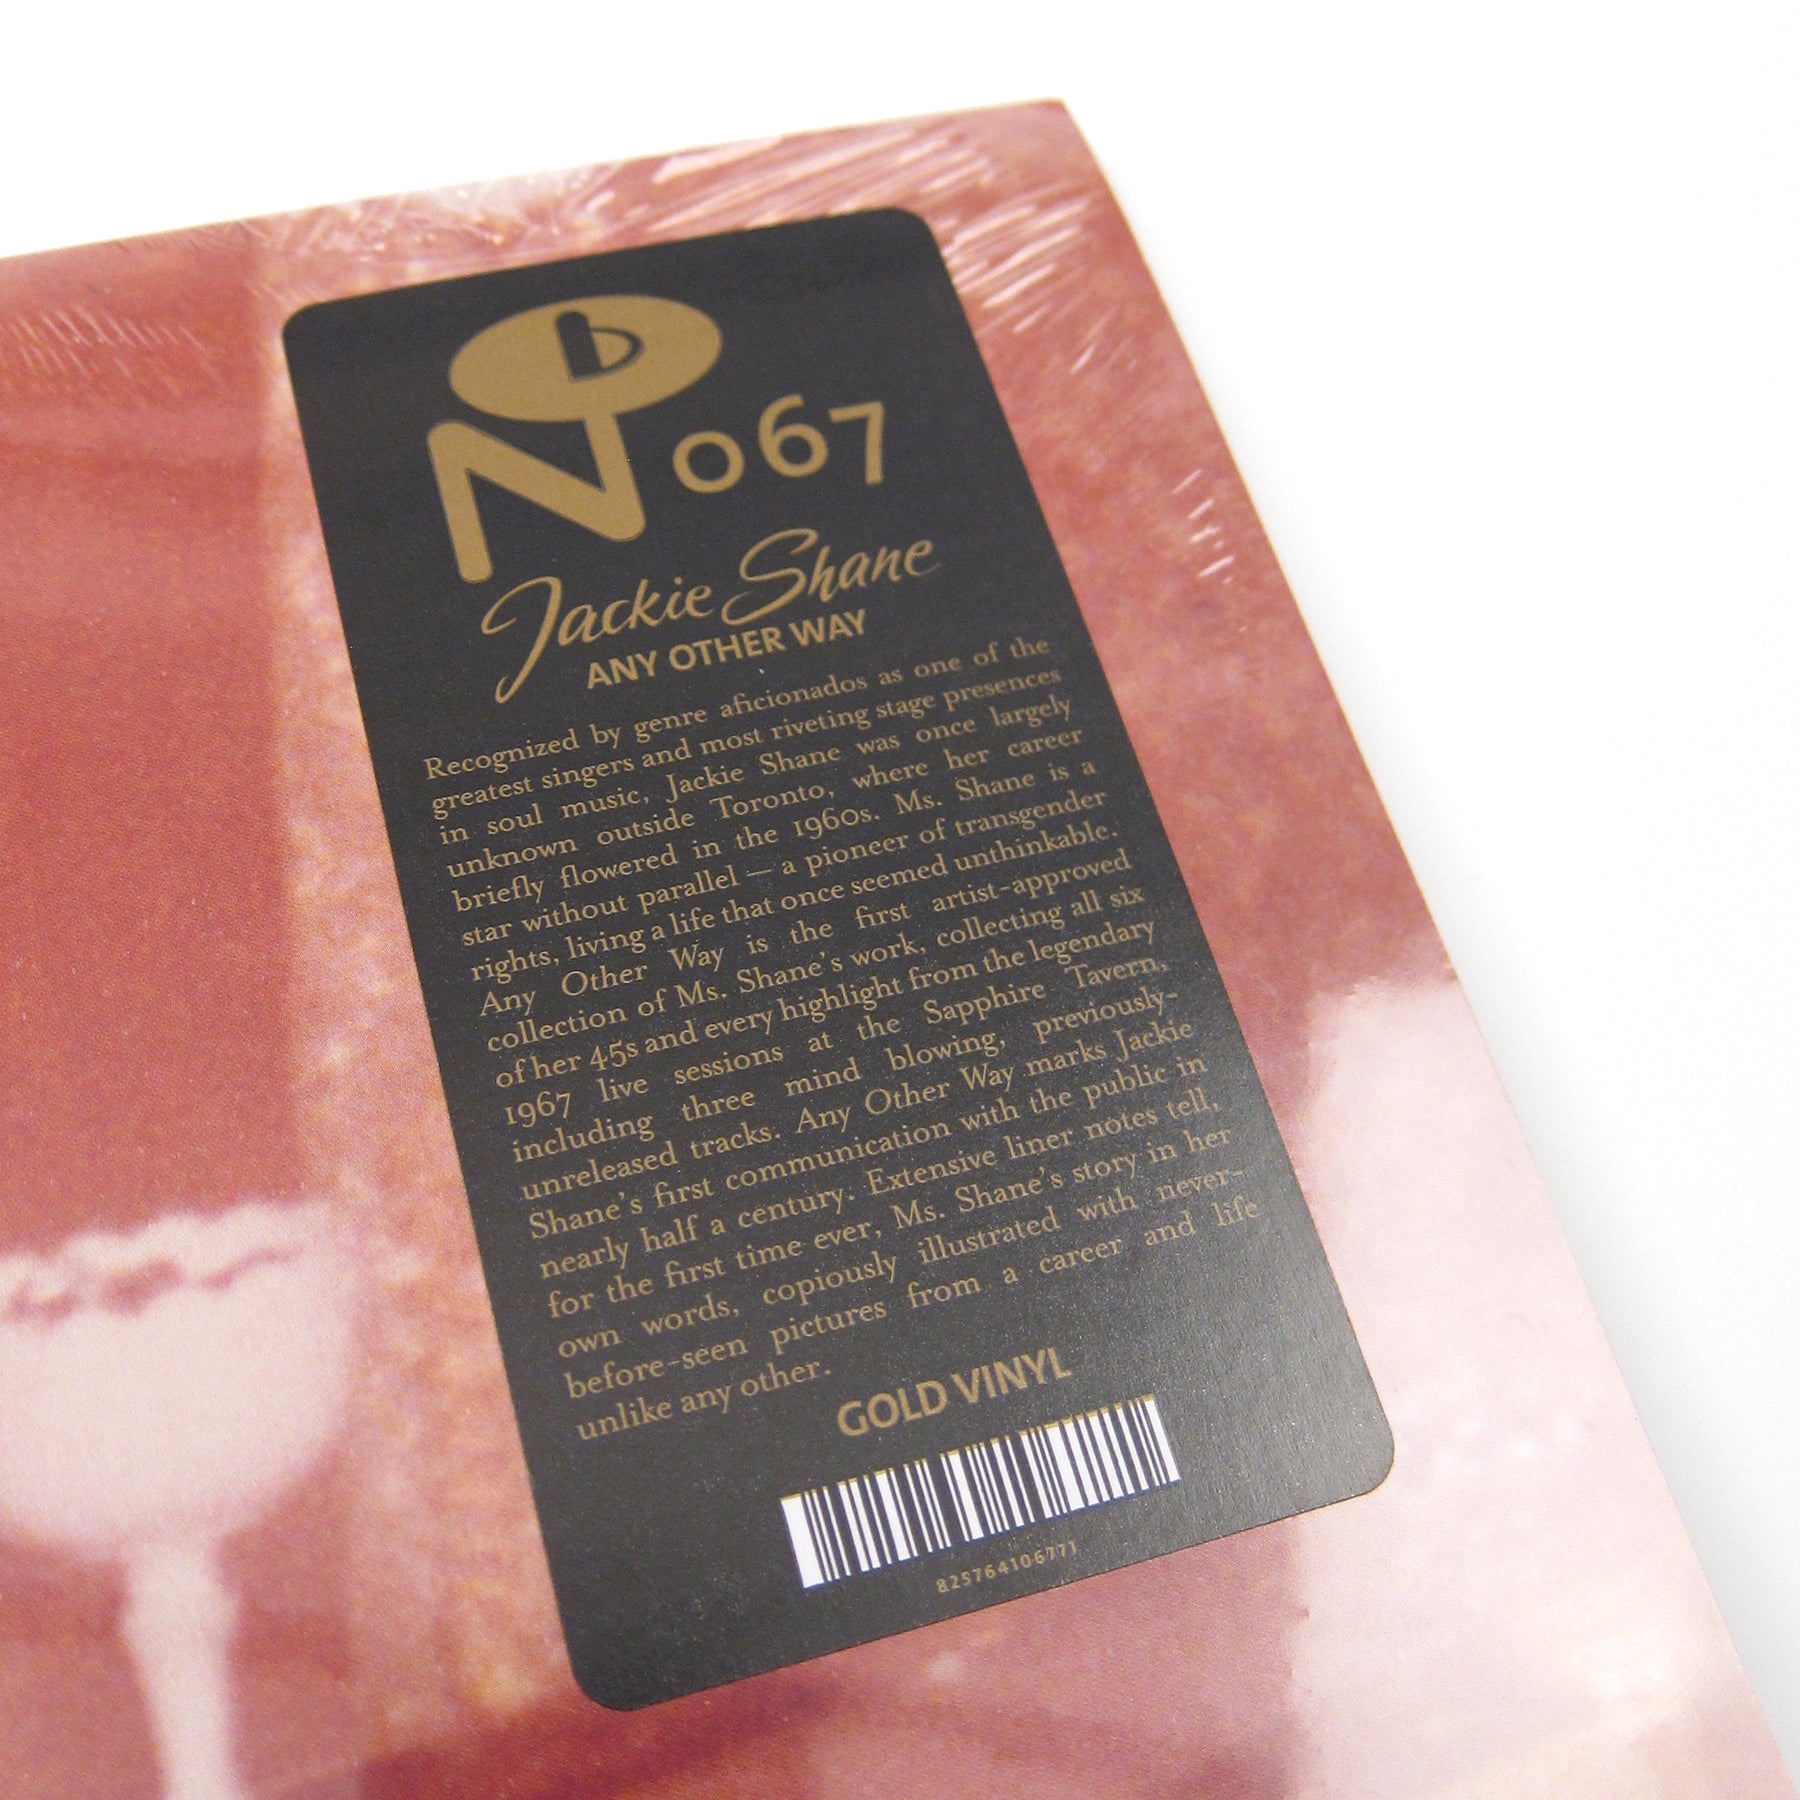 No67
Jackie Shane
ANY OTHER WAY
Recognized by genre aficionados as one of the
greatest singers and most riveting stage presences
in soul music, Jackie Shane was once largely
unknown outside Toronto, where her career
briefly flowered in the 1960s. Ms. Shane is a
star without parallel — a pioneer of transgender
rights, living a life that once seemed unthinkable.
Any Other Way is the first artist-approved
collection of Ms. Shane's work, collecting all six
of her 45s and every highlight from the legendary
1967 live sessions at the Sapphire Tavern,
including three mind blowing, previously-
unreleased tracks. Any Other Way marks Jackie
Shane's first communication with the public in
nearly half a century. Extensive liner notes tell,
for the first time ever, Ms. Shane's story in her
own words, copiously illustrated with never-
before-seen pictures from a career and life
unlike any other.
GOLD VINYL
825764106771